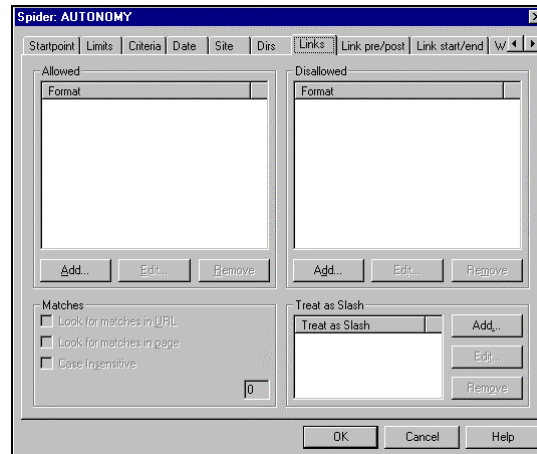 Spider: AUTONOMY
Startpoint Limits Criteria Date Site Dirs Links Link pre/post Link start/end W
Allowed Disallowed
Format Format
Add... Edit... Remove Add... Edit... Remove
Matches Treat as Slash
Look for matches in URL Treat as Slash Add...
Look for matches in page Edit...
Case Insensitive
0 Remove
OK Cancel Help